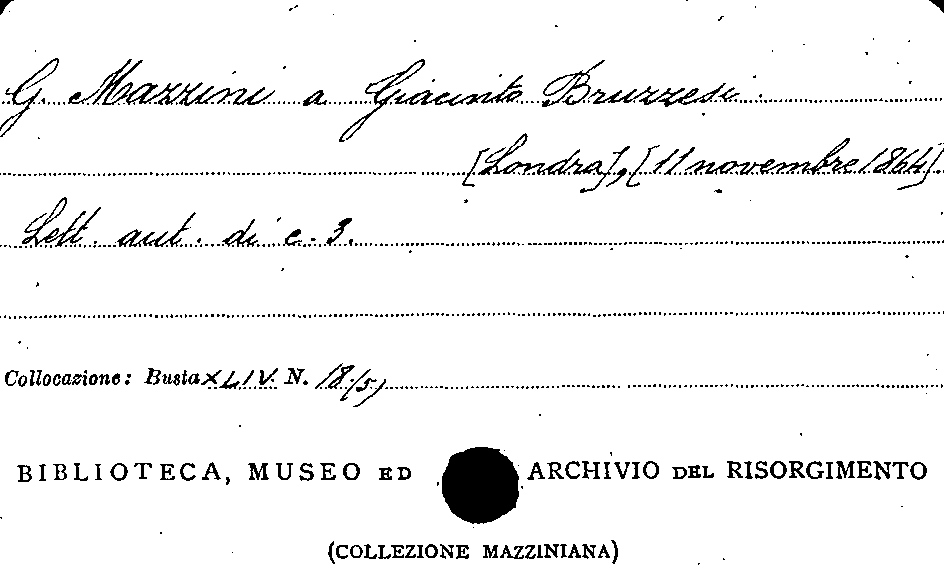 G. Mazzini a Giacinto Bruzzesi.
[Londra], [11 novembre 1864].
Lett. aut. di c. 3.
Collocazione: Busta XLIV. N. 18/5)
BIBLIOTECA, MUSEO ED ARCHIVIO DEL RISORGIMENTO
(COLLEZIONE MAZZINIANA)